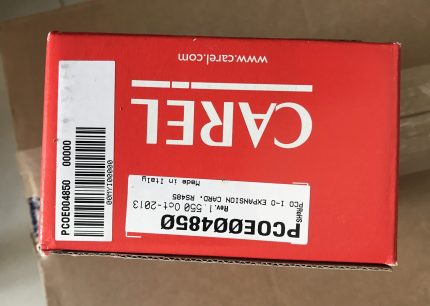 www.carel.com
CAREL
PCOE004850 00000
00MY100000
PCOE004850
Rev.1.550 Oct-2013
PCO I-O EXPANSION CARD, RS485
Made in Italy